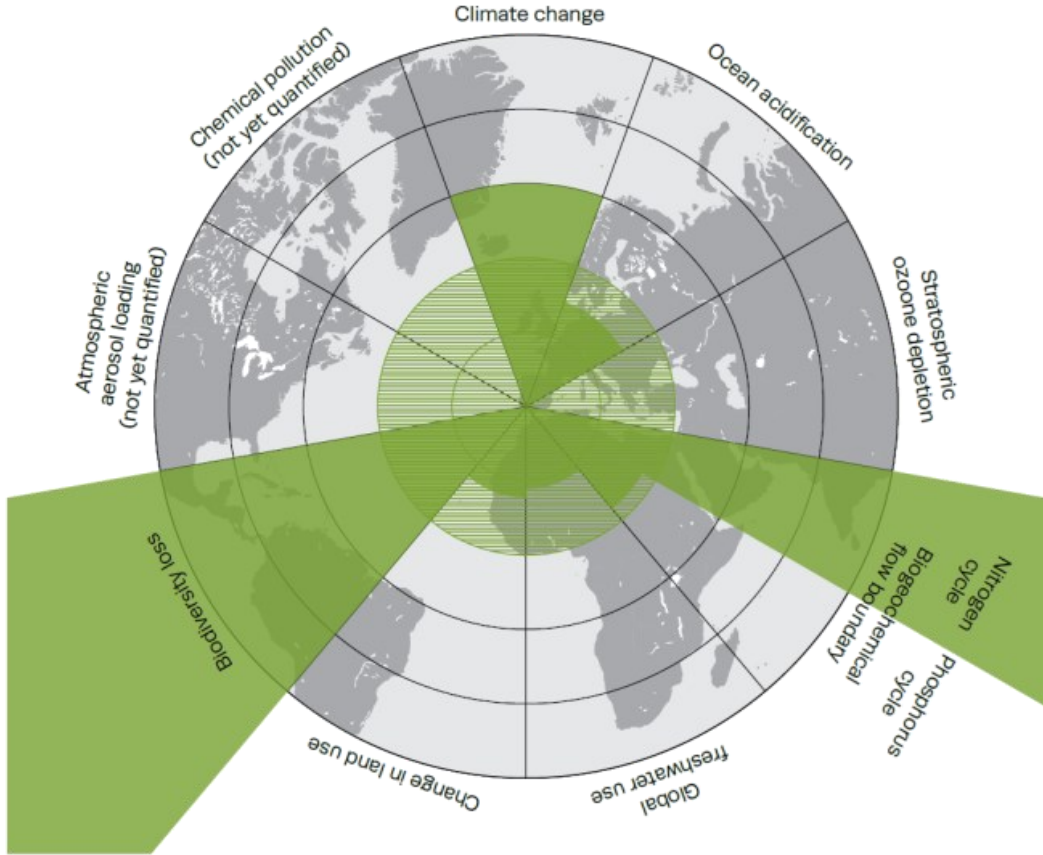 Climate change
Ocean acidification
Stratospheric
ozoone depletion
Nitrogen
cycle
Biogeochemical
flow boundary
Phosphorus
cycle
Global
freshwater use
Change in land use
Biodiversity loss
Atmospheric
aerosol loading
(not yet quantified)
Chemical pollution
(not yet quantified)